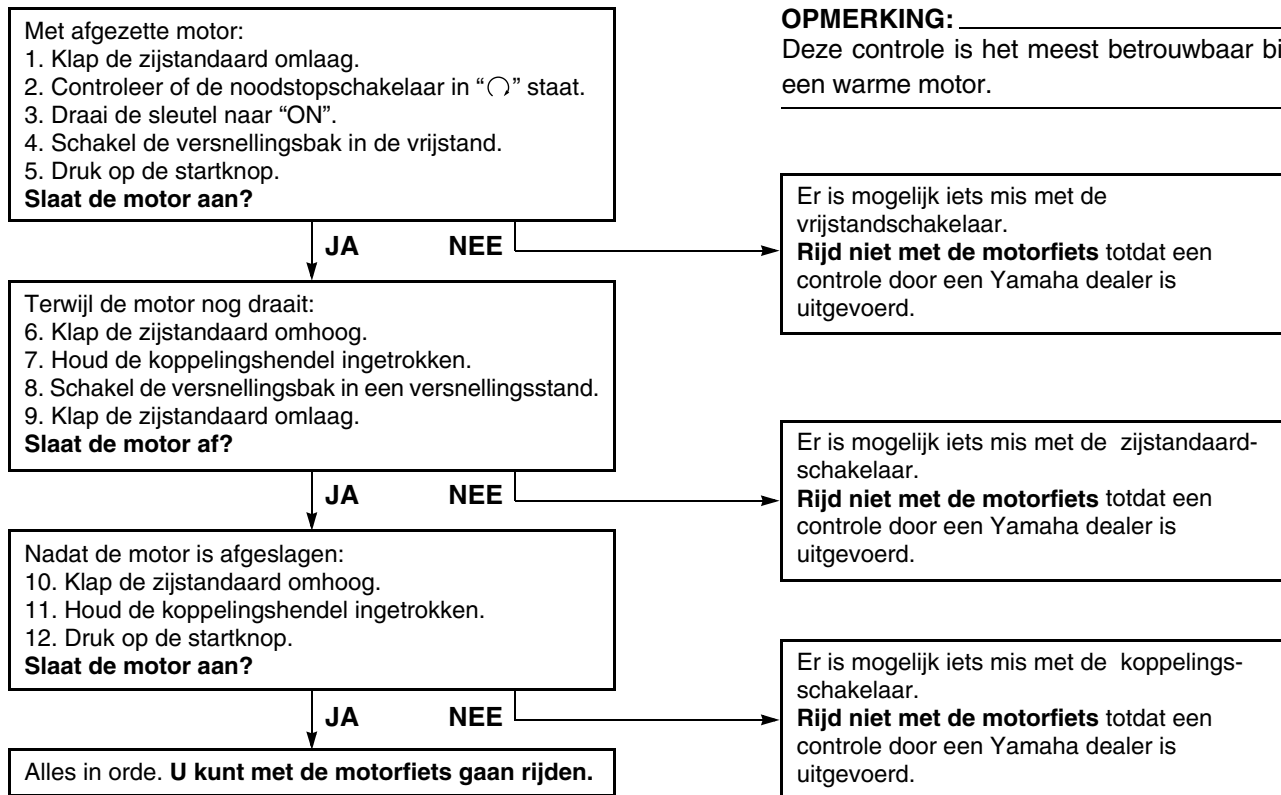 Met afgezette motor:
1. Klap de zijstandaard omlaag.
2. Controleer of de noodstopschakelaar in “ ” staat.
3. Draai de sleutel naar “ON”.
4. Schakel de versnellingsbak in de vrijstand.
5. Druk op de startknop.
Slaat de motor aan?
OPMERKING:
Deze controle is het meest betrouwbaar bi
een warme motor.
JA NEE
Er is mogelijk iets mis met de
vrijstandschakelaar.
Rijd niet met de motorfiets totdat een
controle door een Yamaha dealer is
uitgevoerd.
Terwijl de motor nog draait:
6. Klap de zijstandaard omhoog.
7. Houd de koppelingshendel ingetrokken.
8. Schakel de versnellingsbak in een versnellingsstand.
9. Klap de zijstandaard omlaag.
Slaat de motor af?
JA NEE
Er is mogelijk iets mis met de zijstandaard-
schakelaar.
Rijd niet met de motorfiets totdat een
controle door een Yamaha dealer is
uitgevoerd.
Nadat de motor is afgeslagen:
10. Klap de zijstandaard omhoog.
11. Houd de koppelingshendel ingetrokken.
12. Druk op de startknop.
Slaat de motor aan?
JA NEE
Er is mogelijk iets mis met de koppelings-
schakelaar.
Rijd niet met de motorfiets totdat een
controle door een Yamaha dealer is
uitgevoerd.
Alles in orde. U kunt met de motorfiets gaan rijden.